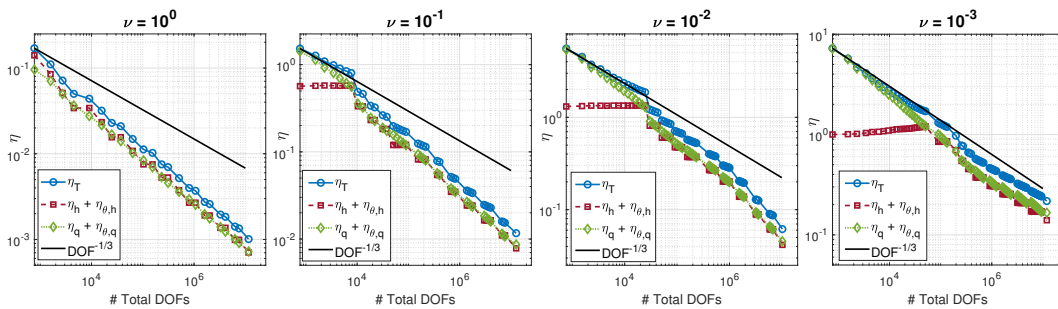 ν = 10^0
10^-1
10^-2
10^-3
η
η_T
η_h + η_θ,h
η_q + η_θ,q
DOF^-1/3
10^4
10^6
# Total DOFs
ν = 10^-1
10^0
10^-1
10^-2
η
η_T
η_h + η_θ,h
η_q + η_θ,q
DOF^-1/3
10^4
10^6
# Total DOFs
ν = 10^-2
10^0
10^-1
η
η_T
η_h + η_θ,h
η_q + η_θ,q
DOF^-1/3
10^4
10^6
# Total DOFs
ν = 10^-3
10^1
10^0
10^-1
η
η_T
η_h + η_θ,h
η_q + η_θ,q
DOF^-1/3
10^4
10^6
# Total DOFs